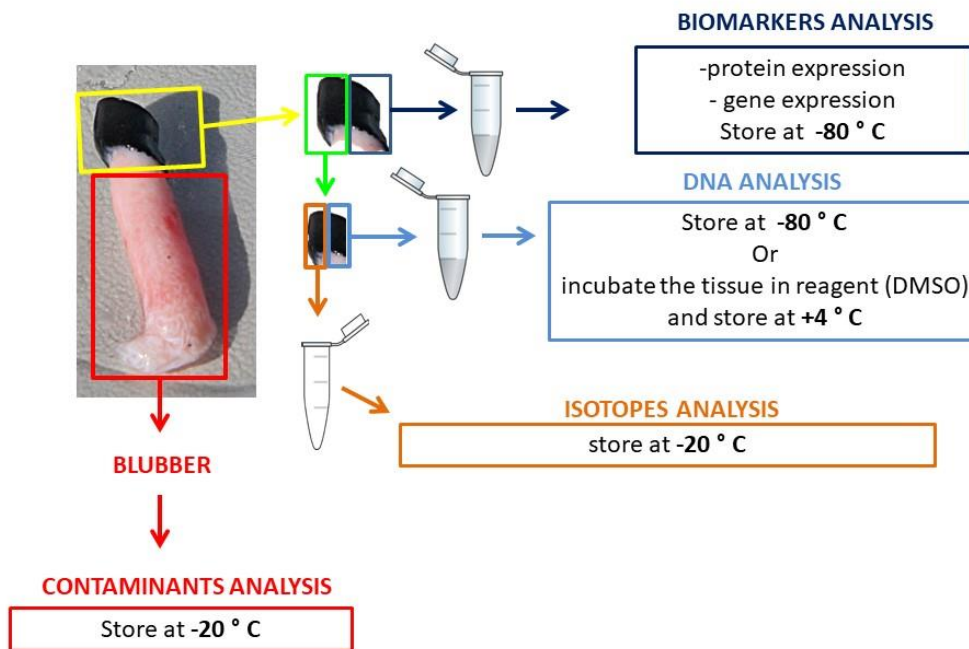 BIOMARKERS ANALYSIS
-protein expression
- gene expression
Store at -80 ° C
DNA ANALYSIS
Store at -80 ° C
Or
incubate the tissue in reagent (DMSO)
and store at +4 ° C
ISOTOPES ANALYSIS
store at -20 ° C
BLUBBER
CONTAMINANTS ANALYSIS
Store at -20 ° C